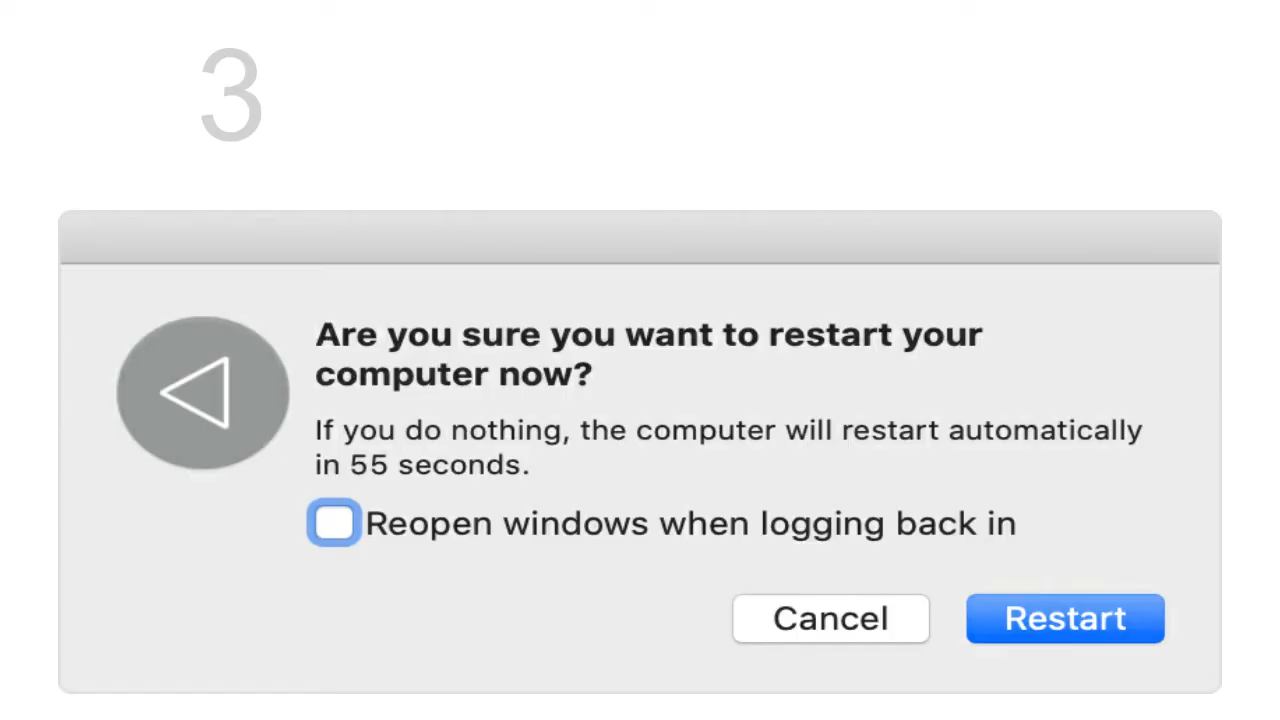 3
Are you sure you want to restart your
computer now?
If you do nothing, the computer will restart automatically
in 55 seconds.
Reopen windows when logging back in
Cancel
Restart